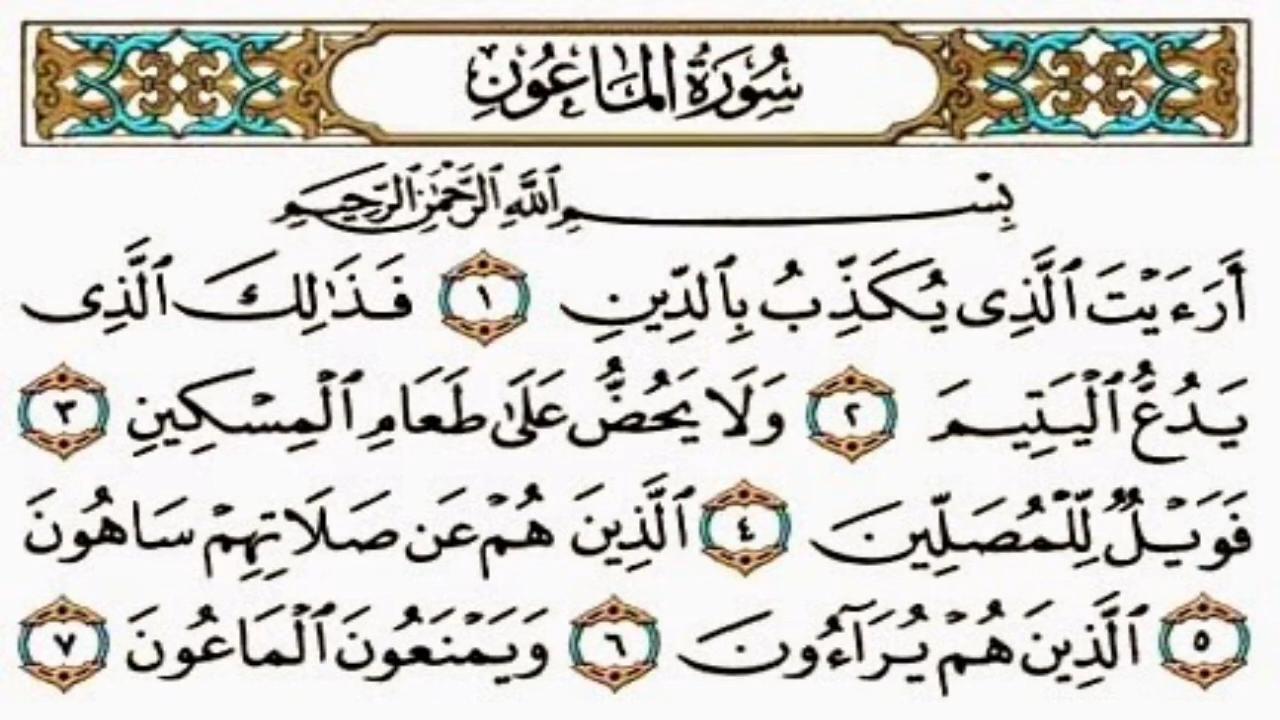 سُورَةُ الْمَاعُونِ
بِسْمِ ٱللَّهِ ٱلرَّحْمَٰنِ ٱلرَّحِيمِ
أَرَءَيْتَ ٱلَّذِى يُكَذِّبُ بِٱلدِّينِ ١ فَذَٰلِكَ ٱلَّذِى
يَدُعُّ ٱلْيَتِيمَ ٢ وَلَا يَحُضُّ عَلَىٰ طَعَامِ ٱلْمِسْكِينِ ٣
فَوَيْلٌ لِّلْمُصَلِّينَ ٤ ٱلَّذِينَ هُمْ عَن صَلَاتِهِمْ سَاهُونَ
٥ ٱلَّذِينَ هُمْ يُرَآءُونَ ٦ وَيَمْنَعُونَ ٱلْمَاعُونَ ٧